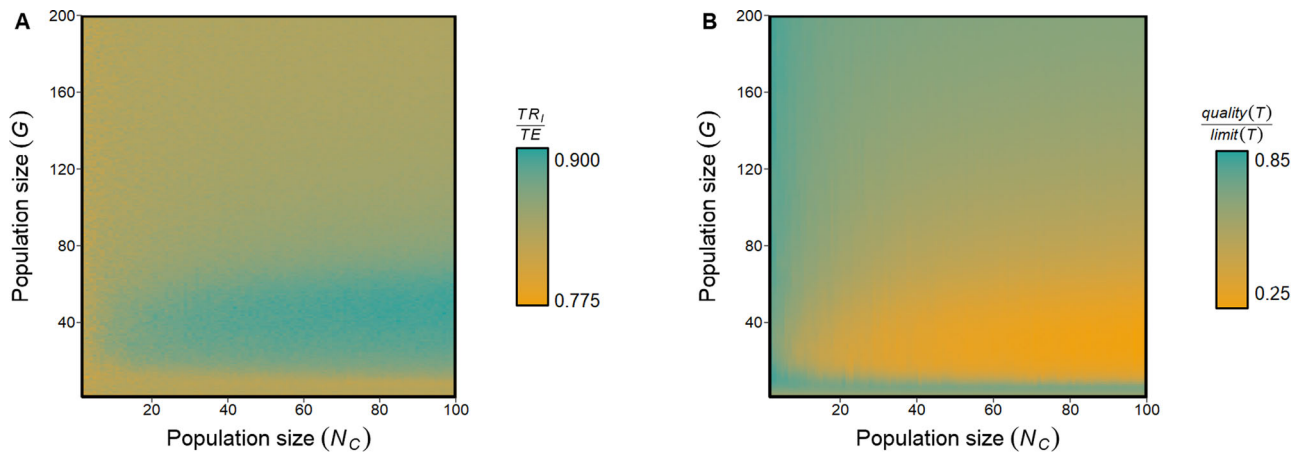 A
Population size (G)
200
160
120
80
40
20
40
60
80
100
Population size (N_C)
TR_I
TE
0.900
0.775
B
Population size (G)
200
160
120
80
40
20
40
60
80
100
Population size (N_C)
quality(T)
limit(T)
0.85
0.25